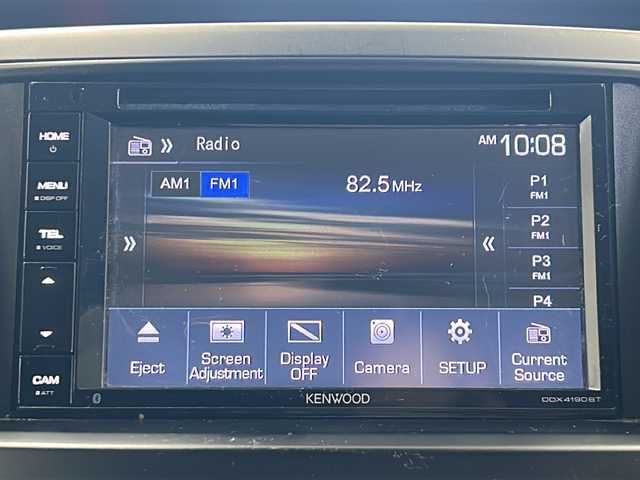 HOME
MENU
DISP OFF
TEL
VOICE
CAM
ATT
Radio
AM 10:08
AM1 FM1
82.5 MHz
P1
FM1
P2
FM1
P3
FM1
P4
Eject
Screen
Adjustment
Display
OFF
Camera
SETUP
Current
Source
KENWOOD
DDX4190BT